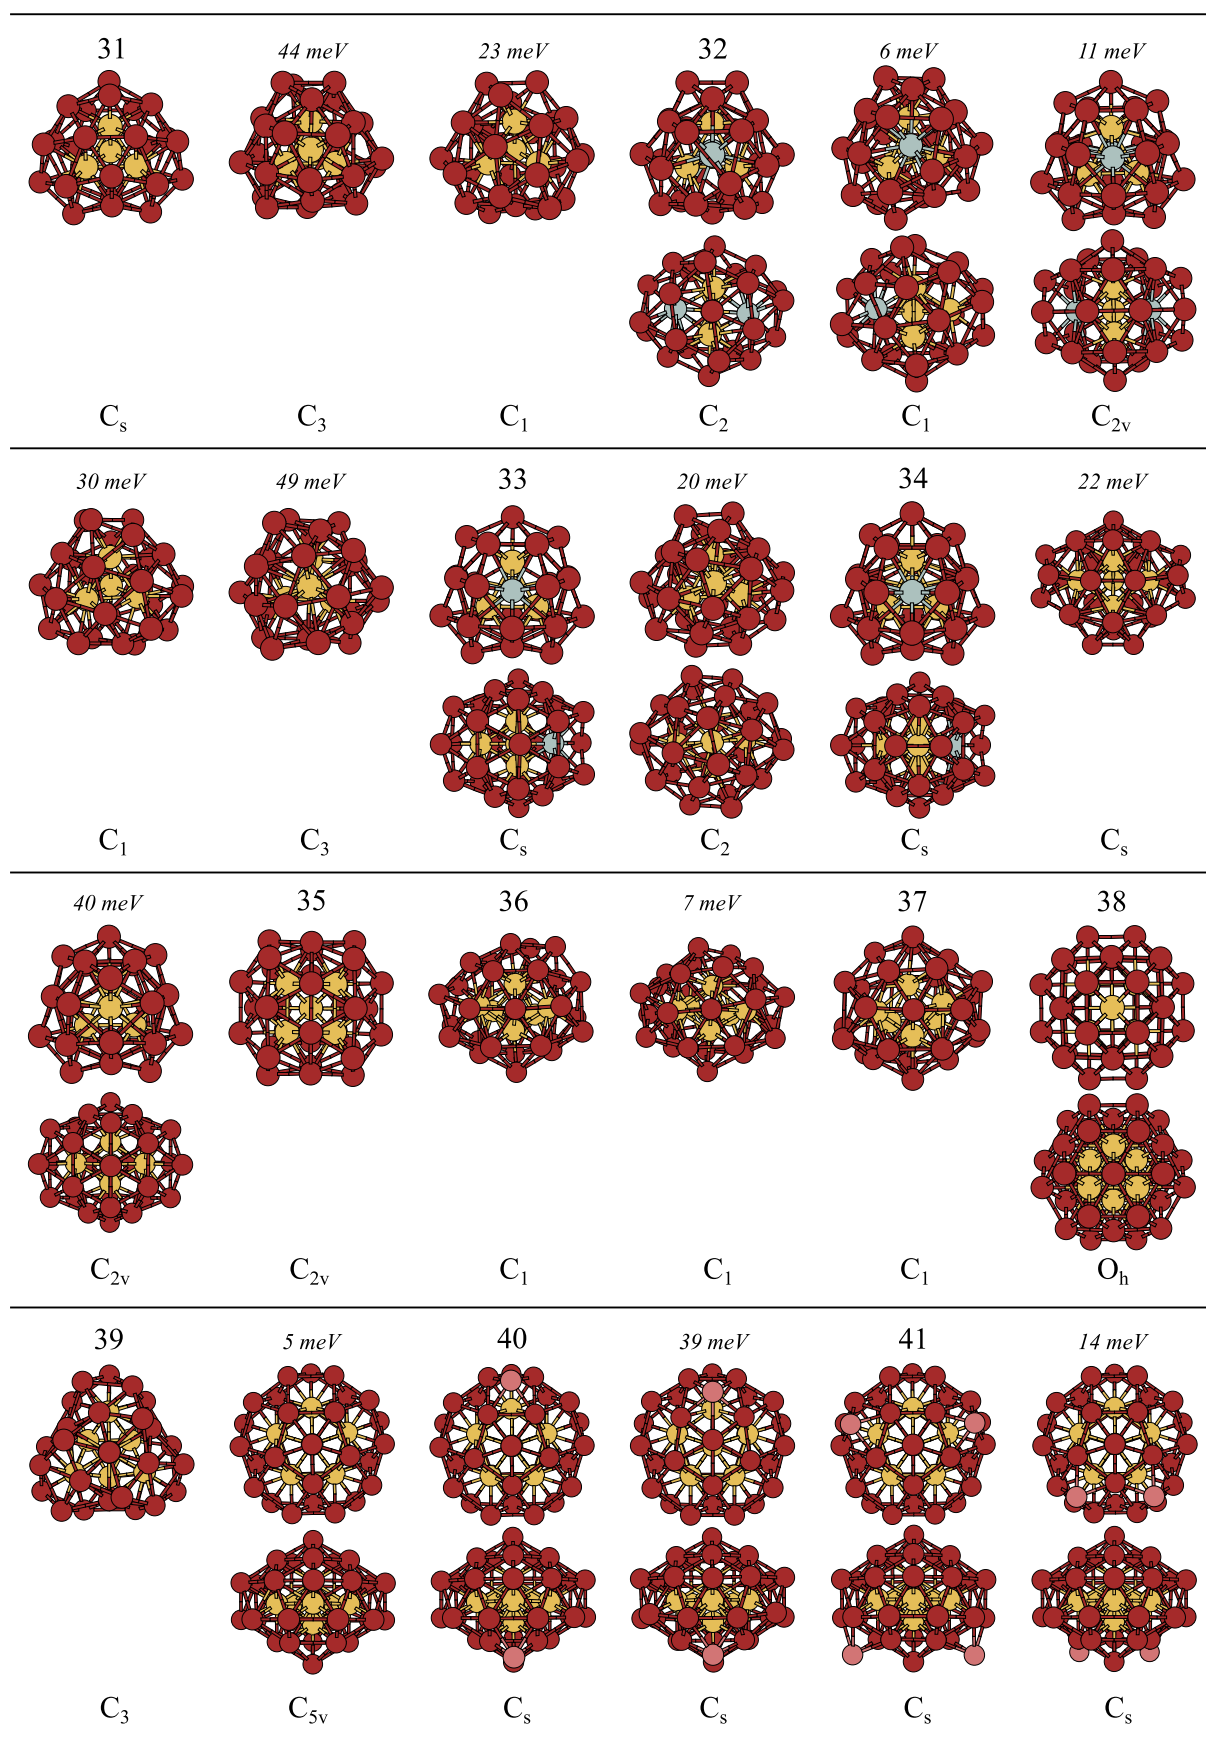 31 44 meV 23 meV 32 6 meV 11 meV
Cs C3 C1 C2 C1 C2v
30 meV 49 meV 33 20 meV 34 22 meV
C1 C3 Cs C2 Cs Cs
40 meV 35 36 7 meV 37 38
C2v C2v C1 C1 C1 Oh
39 5 meV 40 39 meV 41 14 meV
C3 C5v Cs Cs Cs Cs